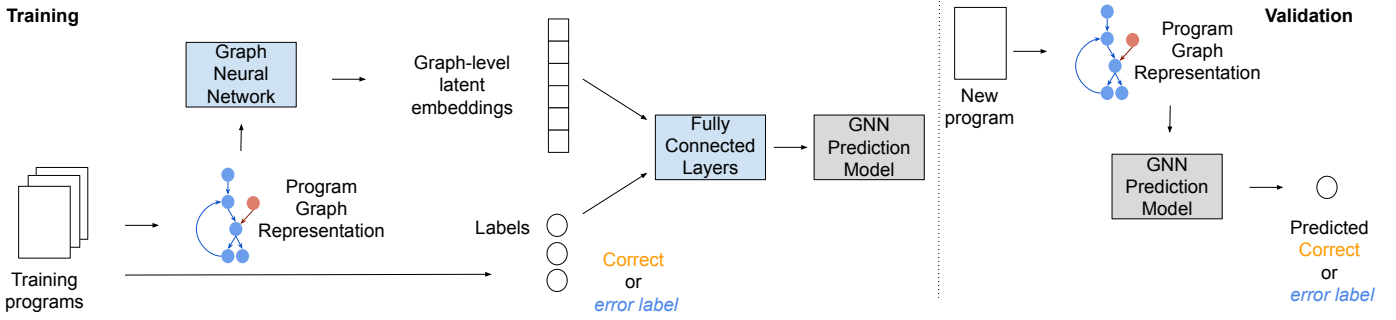 Training
Graph
Neural
Network
Graph-level
latent
embeddings
Fully
Connected
Layers
GNN
Prediction
Model
Program
Graph
Representation
Labels
Training
programs
Correct
or
error label
Validation
New
program
Program
Graph
Representation
GNN
Prediction
Model
Predicted
Correct
or
error label